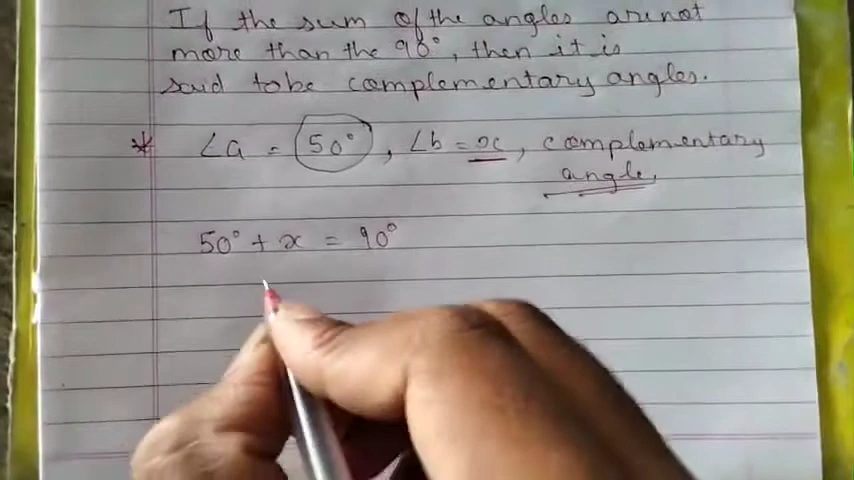 If the sum of the angles are not
more than the 90°, then it is
said to be complementary angles.
* ∠a = 50°, ∠b = x, complementary
angle.
50° + x = 90°